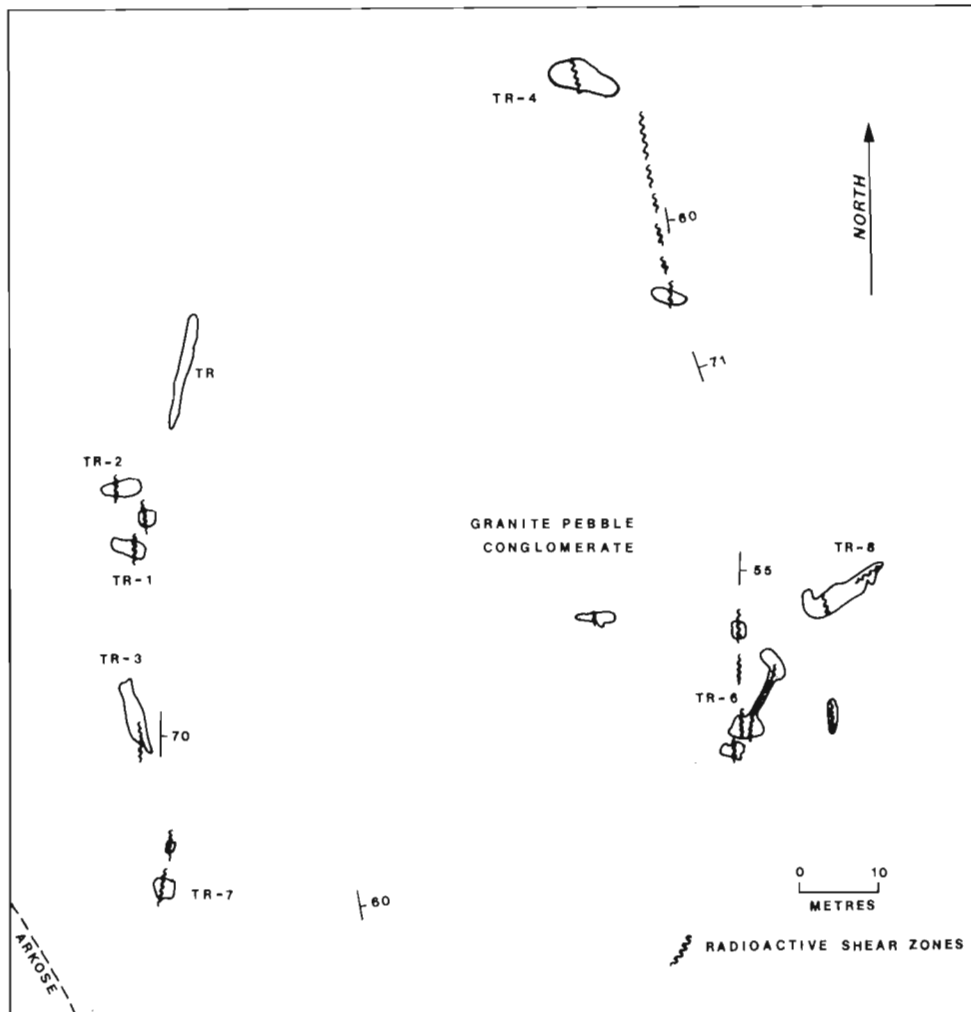 TR-4
NORTH
60
71
TR
TR-2
GRANITE PEBBLE
CONGLOMERATE
TR-1
55
TR-8
TR-3
TR-6
70
TR-7
60
0 10
METRES
ARKOSE
RADIOACTIVE SHEAR ZONES